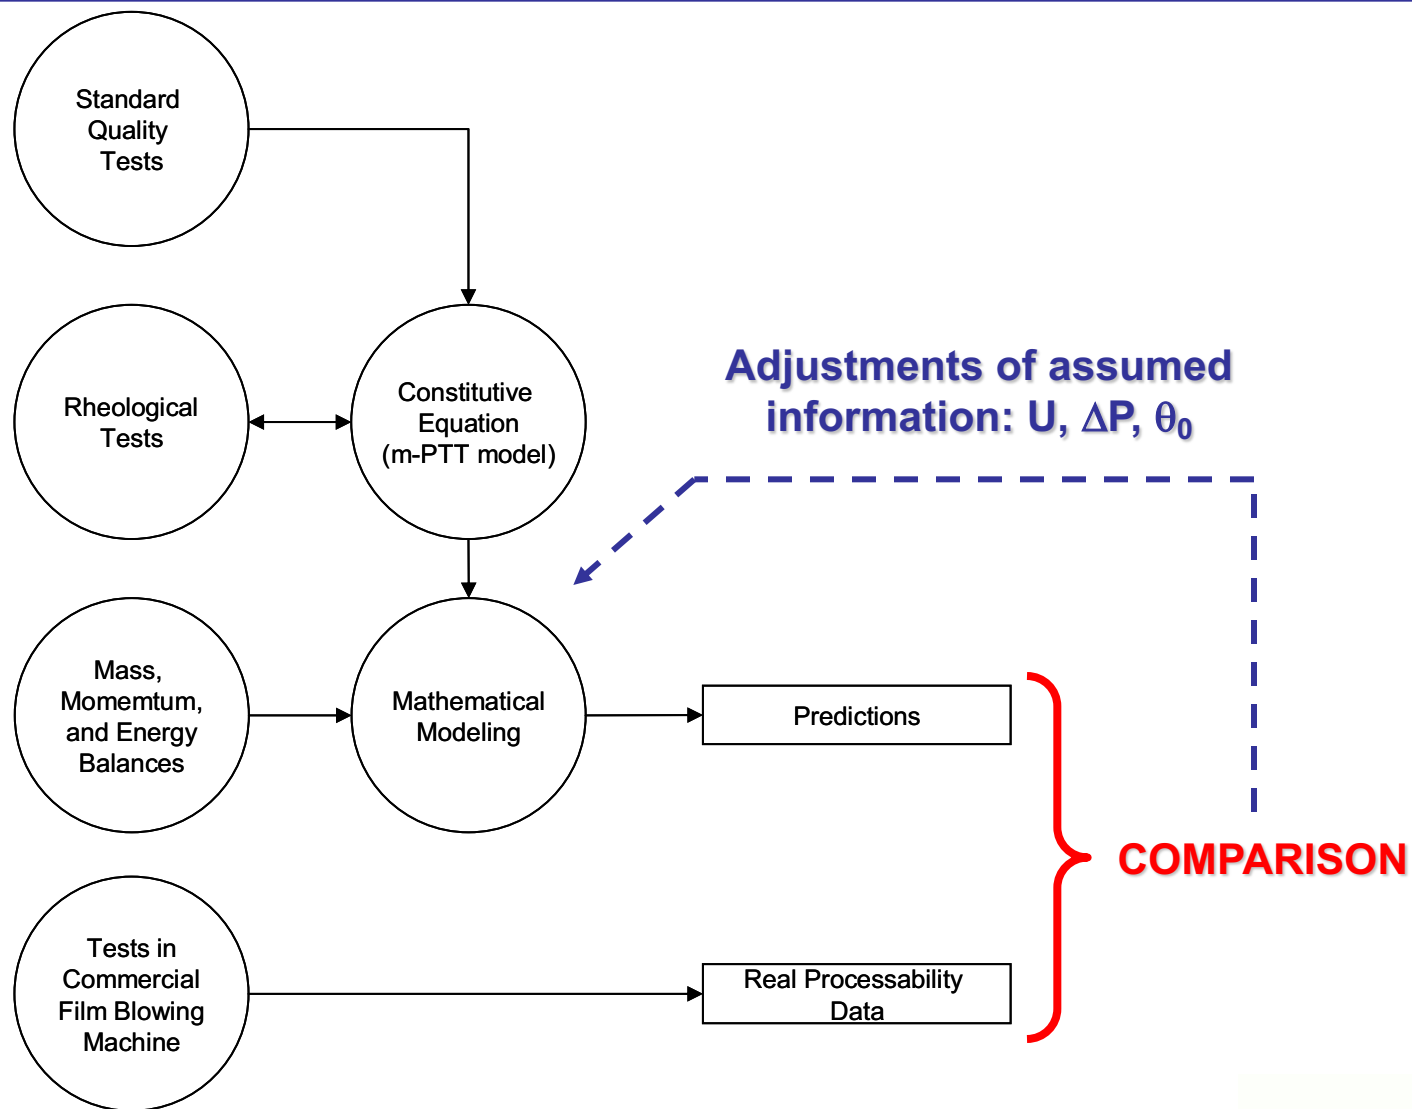 Standard
Quality
Tests
Rheological
Tests
Constitutive
Equation
(m-PTT model)
Adjustments of assumed
information: U, ΔP, θ₀
Mass,
Momemtum,
and Energy
Balances
Mathematical
Modeling
Predictions
COMPARISON
Tests in
Commercial
Film Blowing
Machine
Real Processability
Data